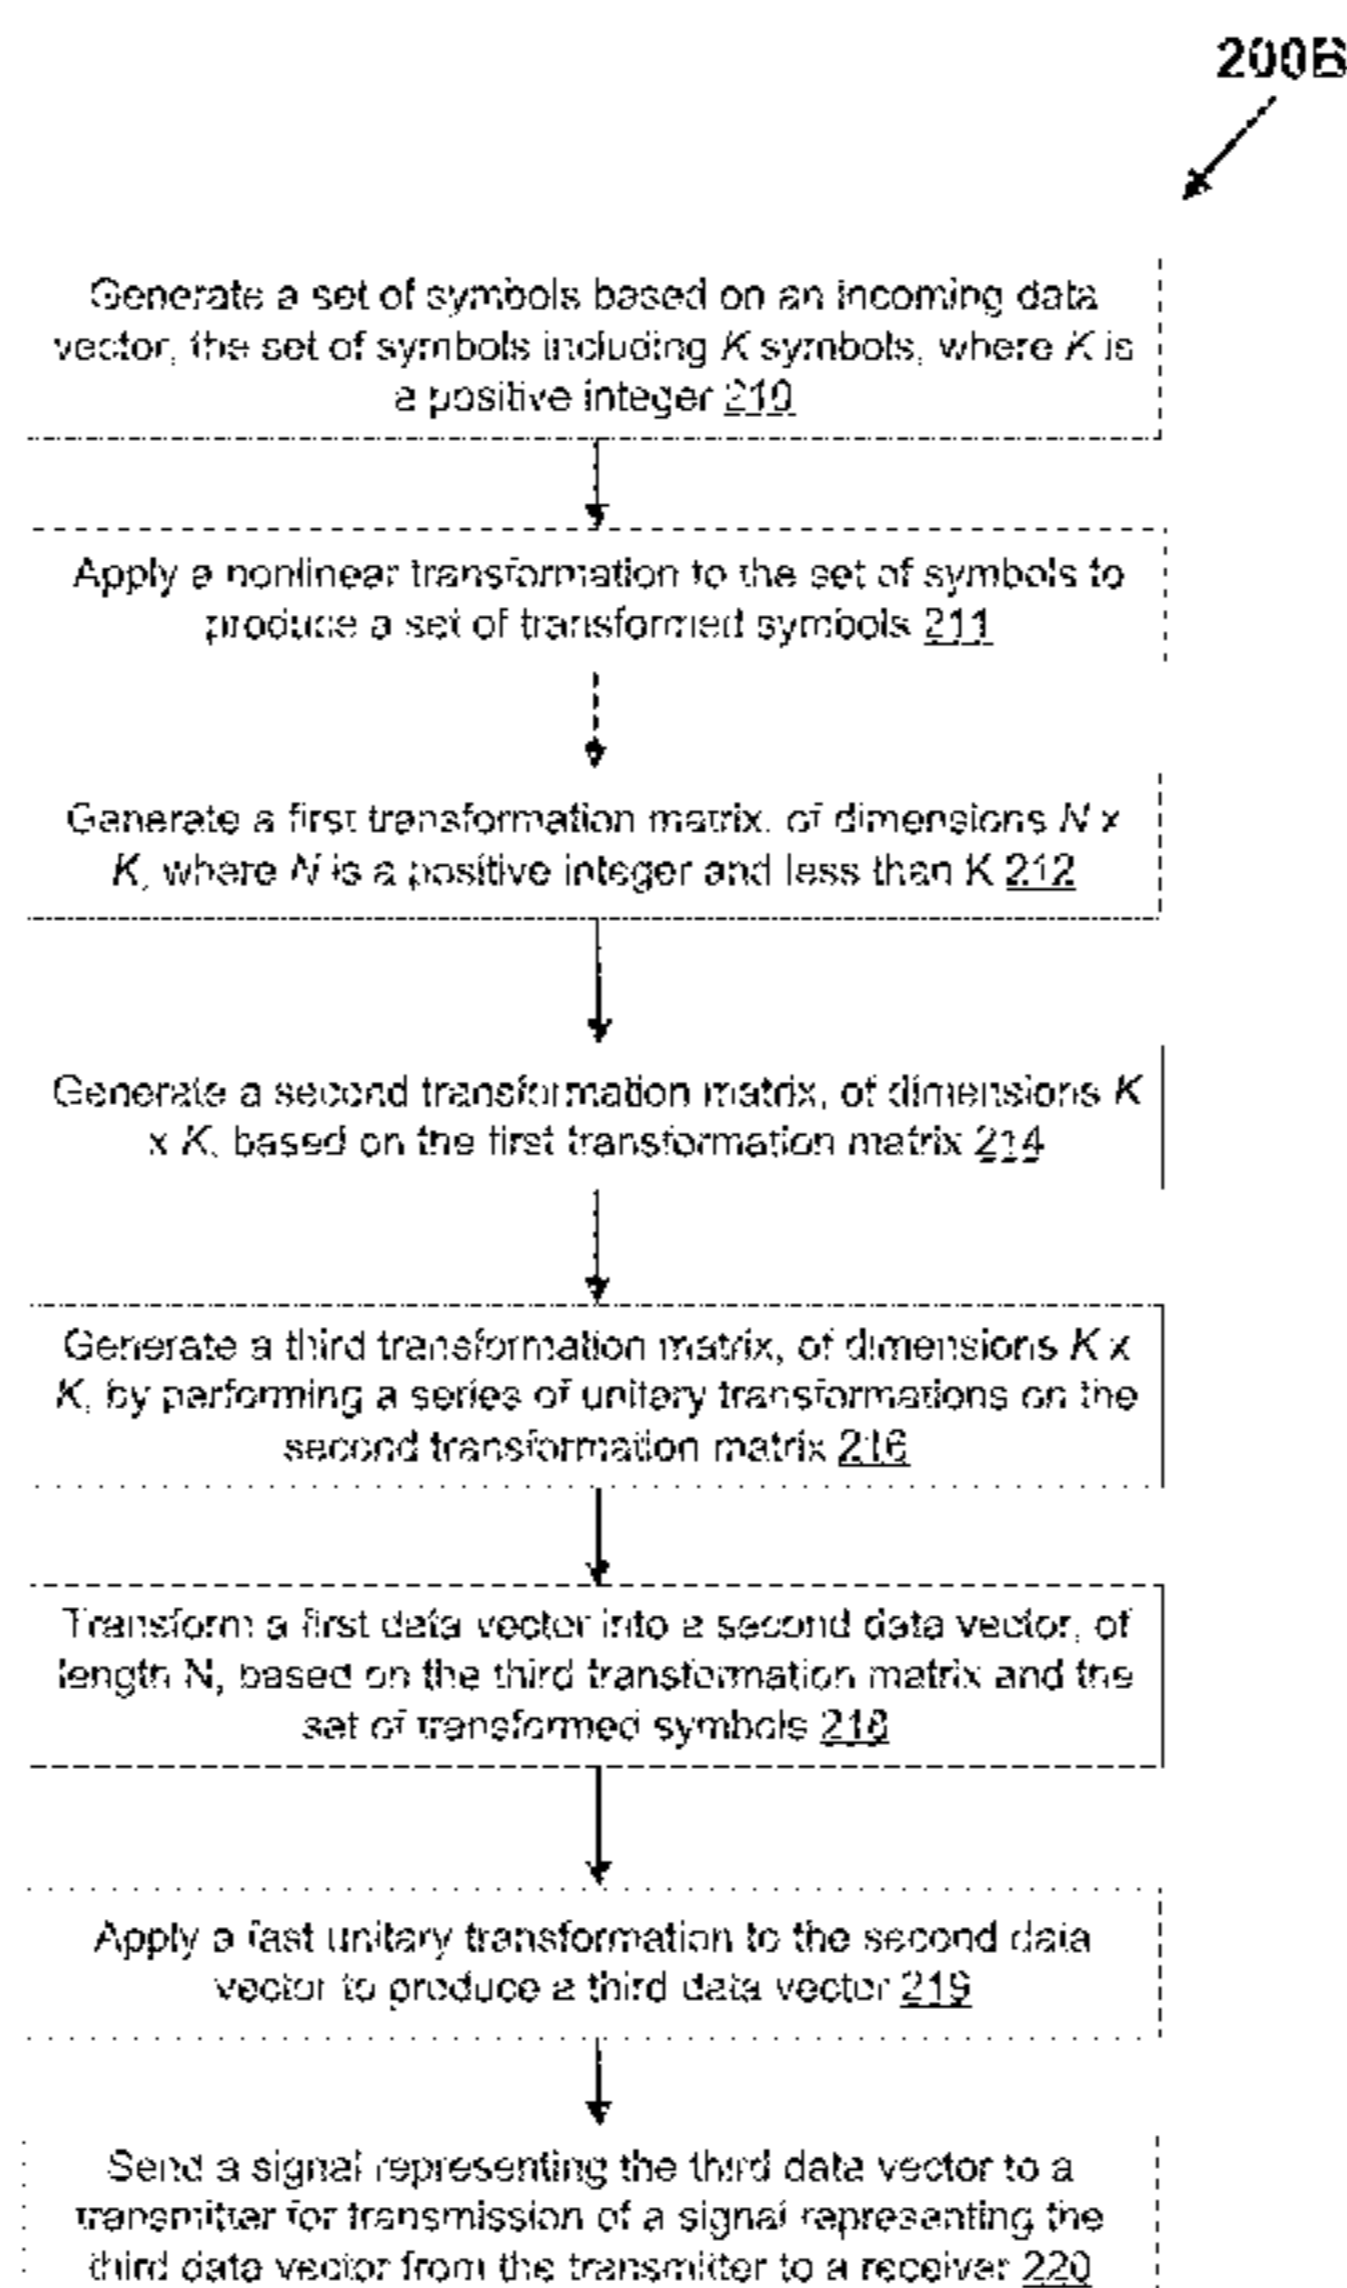 200B
Generate a set of symbols based on an incoming data
vector, the set of symbols including K symbols, where K is
a positive integer 210
Apply a nonlinear transformation to the set of symbols to
produce a set of transformed symbols 211
Generate a first transformation matrix, of dimensions N x
K, where N is a positive integer and less than K 212
Generate a second transformation matrix, of dimensions K
x K, based on the first transformation matrix 214
Generate a third transformation matrix, of dimensions K x
K, by performing a series of unitary transformations on the
second transformation matrix 216
Transform a first data vector into a second data vector, of
length N, based on the third transformation matrix and the
set of transformed symbols 218
Apply a fast unitary transformation to the second data
vector to produce a third data vector 219
Send a signal representing the third data vector to a
transmitter for transmission of a signal representing the
third data vector from the transmitter to a receiver 220